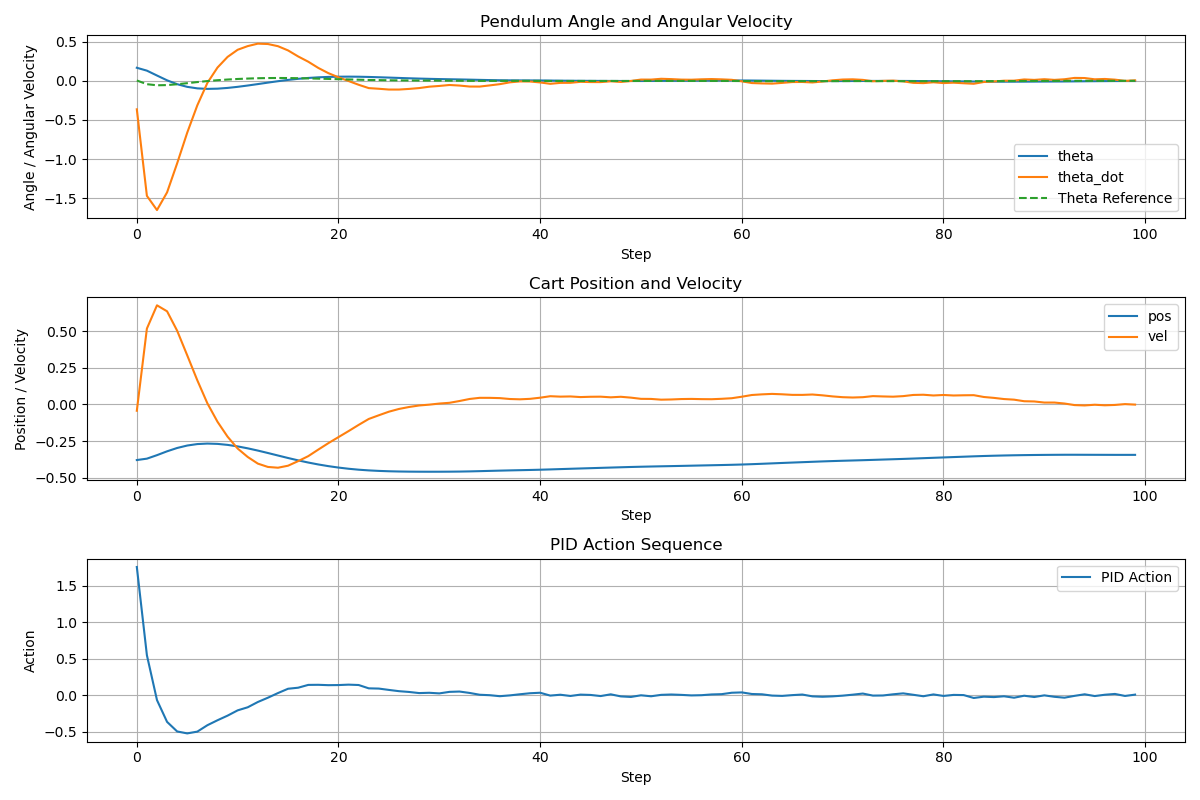 Pendulum Angle and Angular Velocity
Angle / Angular Velocity
0.5
0.0
−0.5
−1.0
−1.5
theta
theta_dot
Theta Reference
0 20 40 60 80 100
Step
Cart Position and Velocity
Position / Velocity
0.50
0.25
0.00
−0.25
−0.50
pos
vel
0 20 40 60 80 100
Step
PID Action Sequence
Action
1.5
1.0
0.5
0.0
−0.5
PID Action
0 20 40 60 80 100
Step